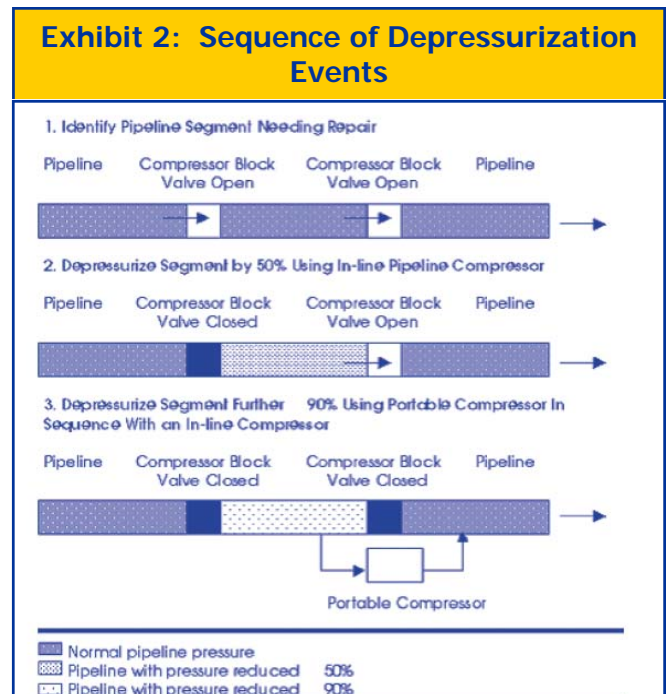 Exhibit 2: Sequence of Depressurization
Events
1. Identify Pipeline Segment Needing Repair
Pipeline Compressor Block Compressor Block Pipeline
Valve Open Valve Open
2. Depressurize Segment by 50% Using In-line Pipeline Compressor
Pipeline Compressor Block Compressor Block Pipeline
Valve Closed Valve Open
3. Depressurize Segment Further 90% Using Portable Compressor In
Sequence With an In-line Compressor
Pipeline Compressor Block Compressor Block Pipeline
Valve Closed Valve Closed
Portable Compressor
Normal pipeline pressure
Pipeline with pressure reduced 50%
Pipeline with pressure reduced 90%